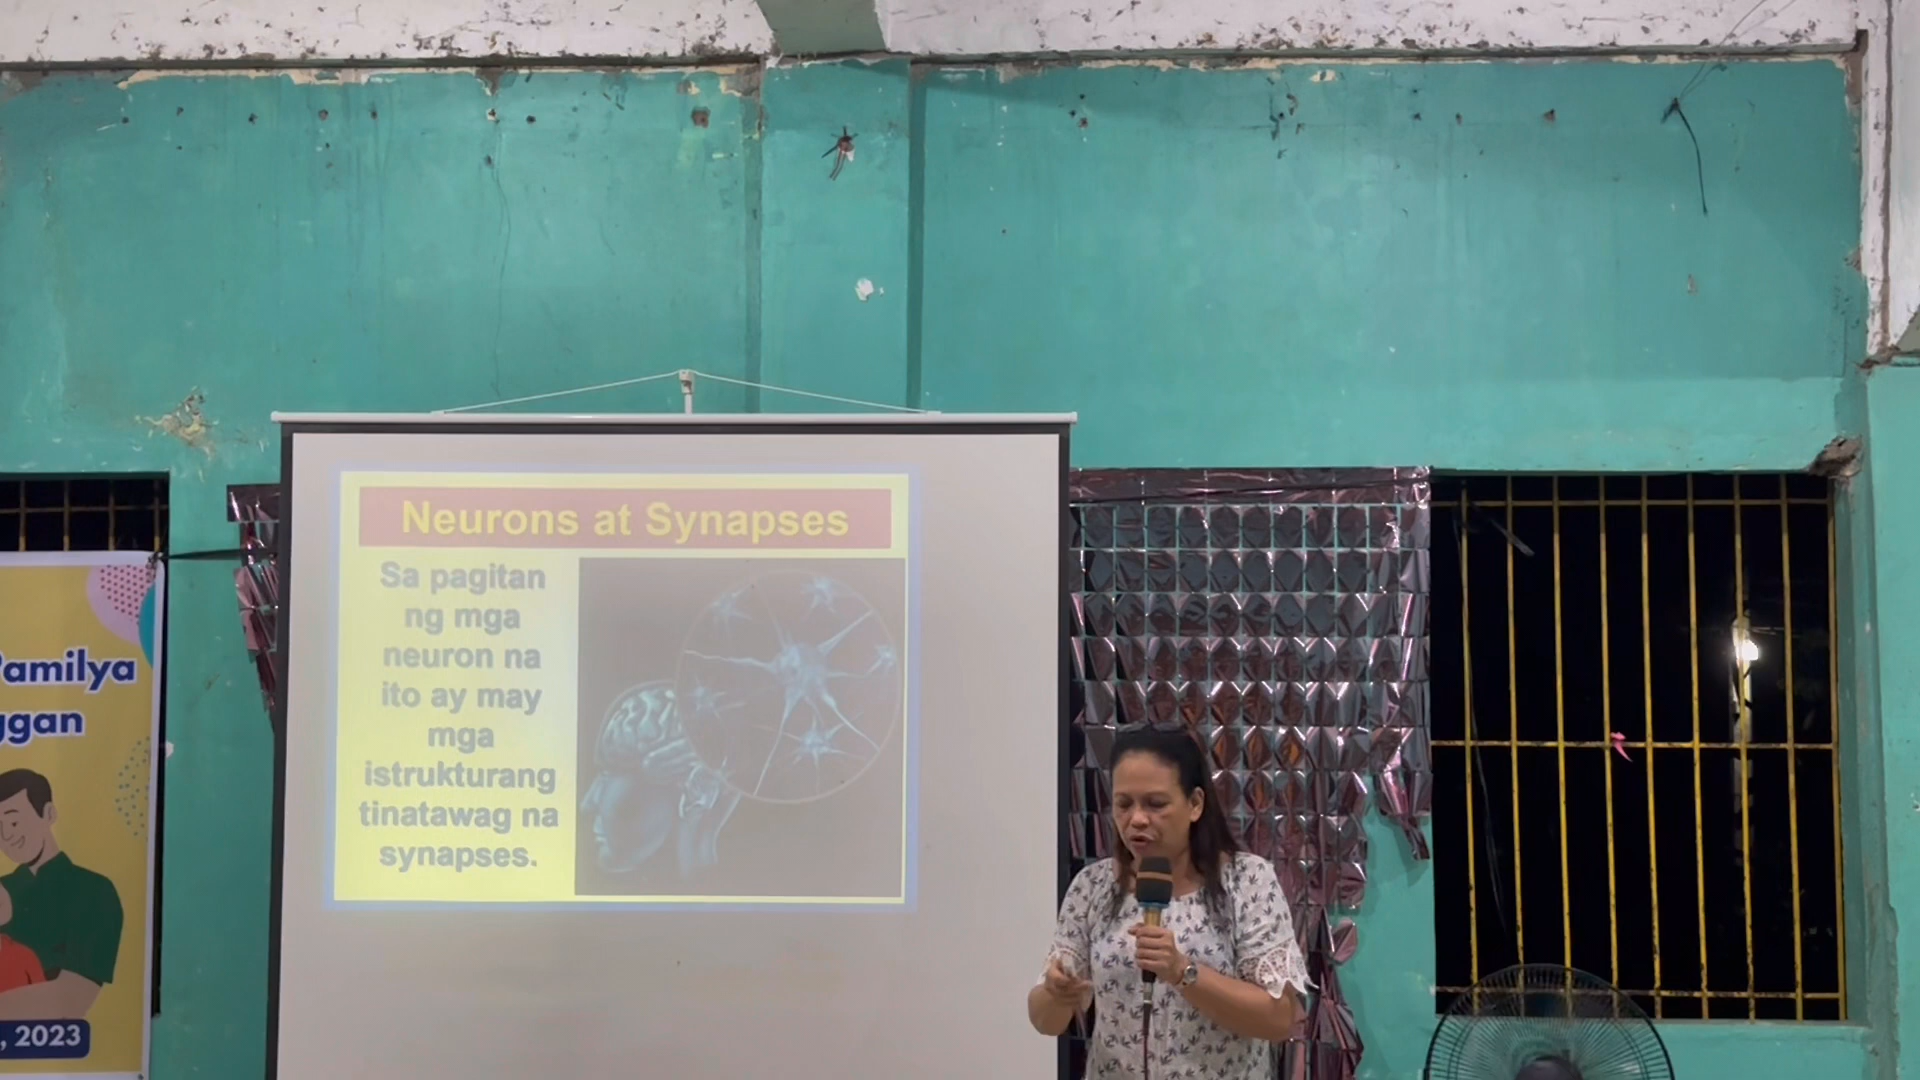 Neurons at Synapses
Sa pagitan
ng mga
neuron na
ito ay may
mga
istrukturang
tinatawag na
synapses.
amilya
ggan
, 2023